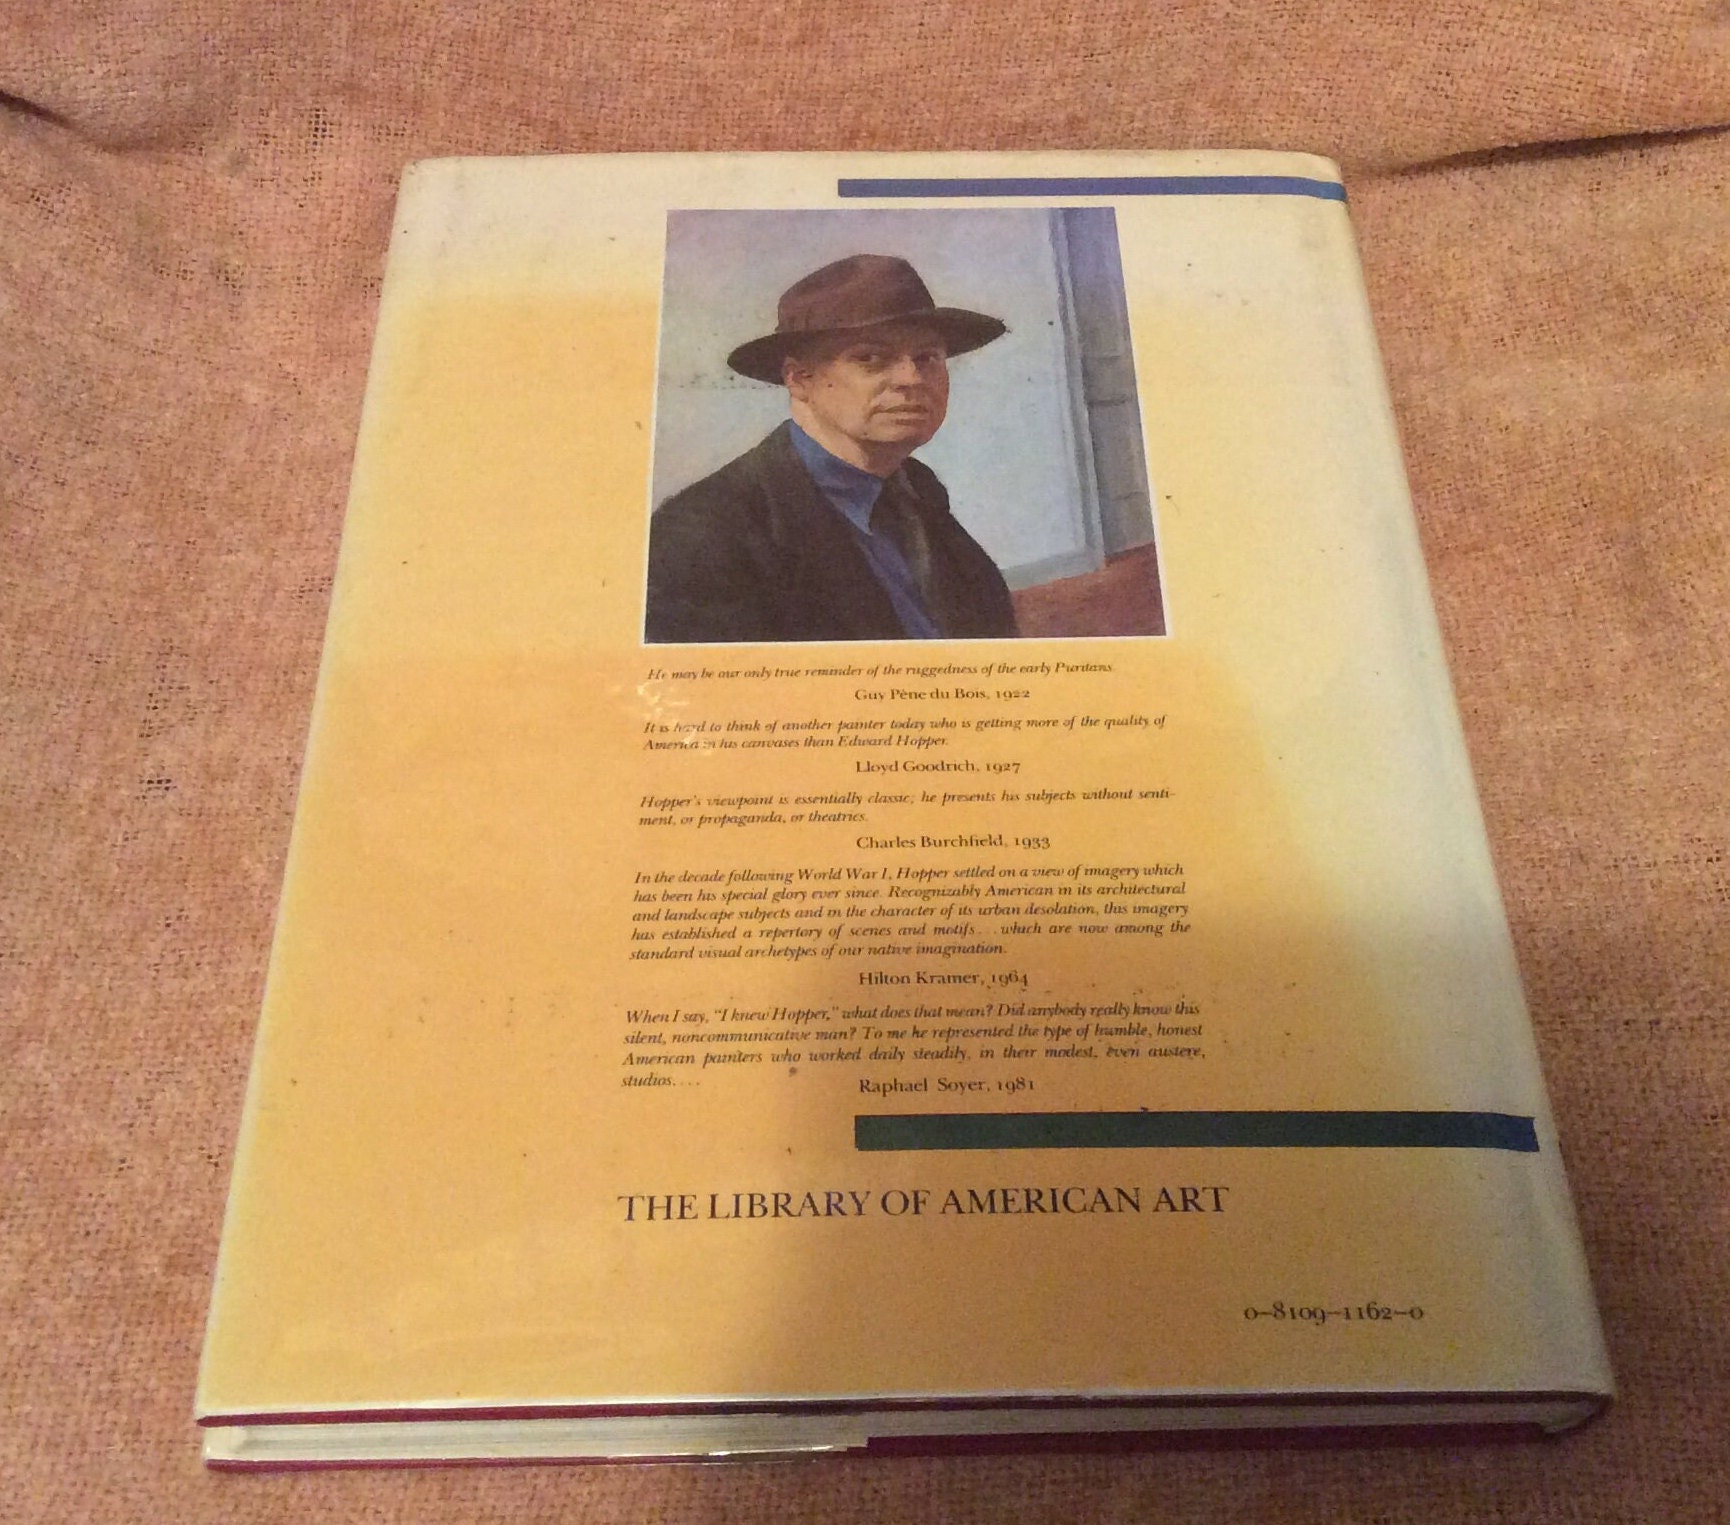 He may be our only true reminder of the ruggedness of the early Puritans.
Guy Pène du Bois, 1922
It is hard to think of another painter today who is getting more of the quality of
America in his canvases than Edward Hopper.
Lloyd Goodrich, 1927
Hopper's viewpoint is essentially classic; he presents his subjects without senti-
ment, or propaganda, or theatrics.
Charles Burchfield, 1933
In the decade following World War I, Hopper settled on a view of imagery which
has been his special glory ever since. Recognizably American in its architectural
and landscape subjects and in the character of its urban desolation, this imagery
has established a repertory of scenes and motifs...which are now among the
standard visual archetypes of our native imagination.
Hilton Kramer, 1964
When I say, "I knew Hopper," what does that mean? Did anybody really know this
silent, noncommunicative man? To me he represented the type of humble, honest
American painters who worked daily steadily, in their modest, even austere,
studios....
Raphael Soyer, 1981
THE LIBRARY OF AMERICAN ART
0–8109–1162–0